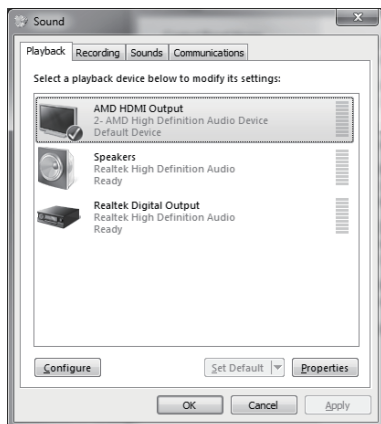 Sound
Playback Recording Sounds Communications
Select a playback device below to modify its settings:
AMD HDMI Output
2- AMD High Definition Audio Device
Default Device
Speakers
Realtek High Definition Audio
Ready
Realtek Digital Output
Realtek High Definition Audio
Ready
Configure Set Default Properties
OK Cancel Apply